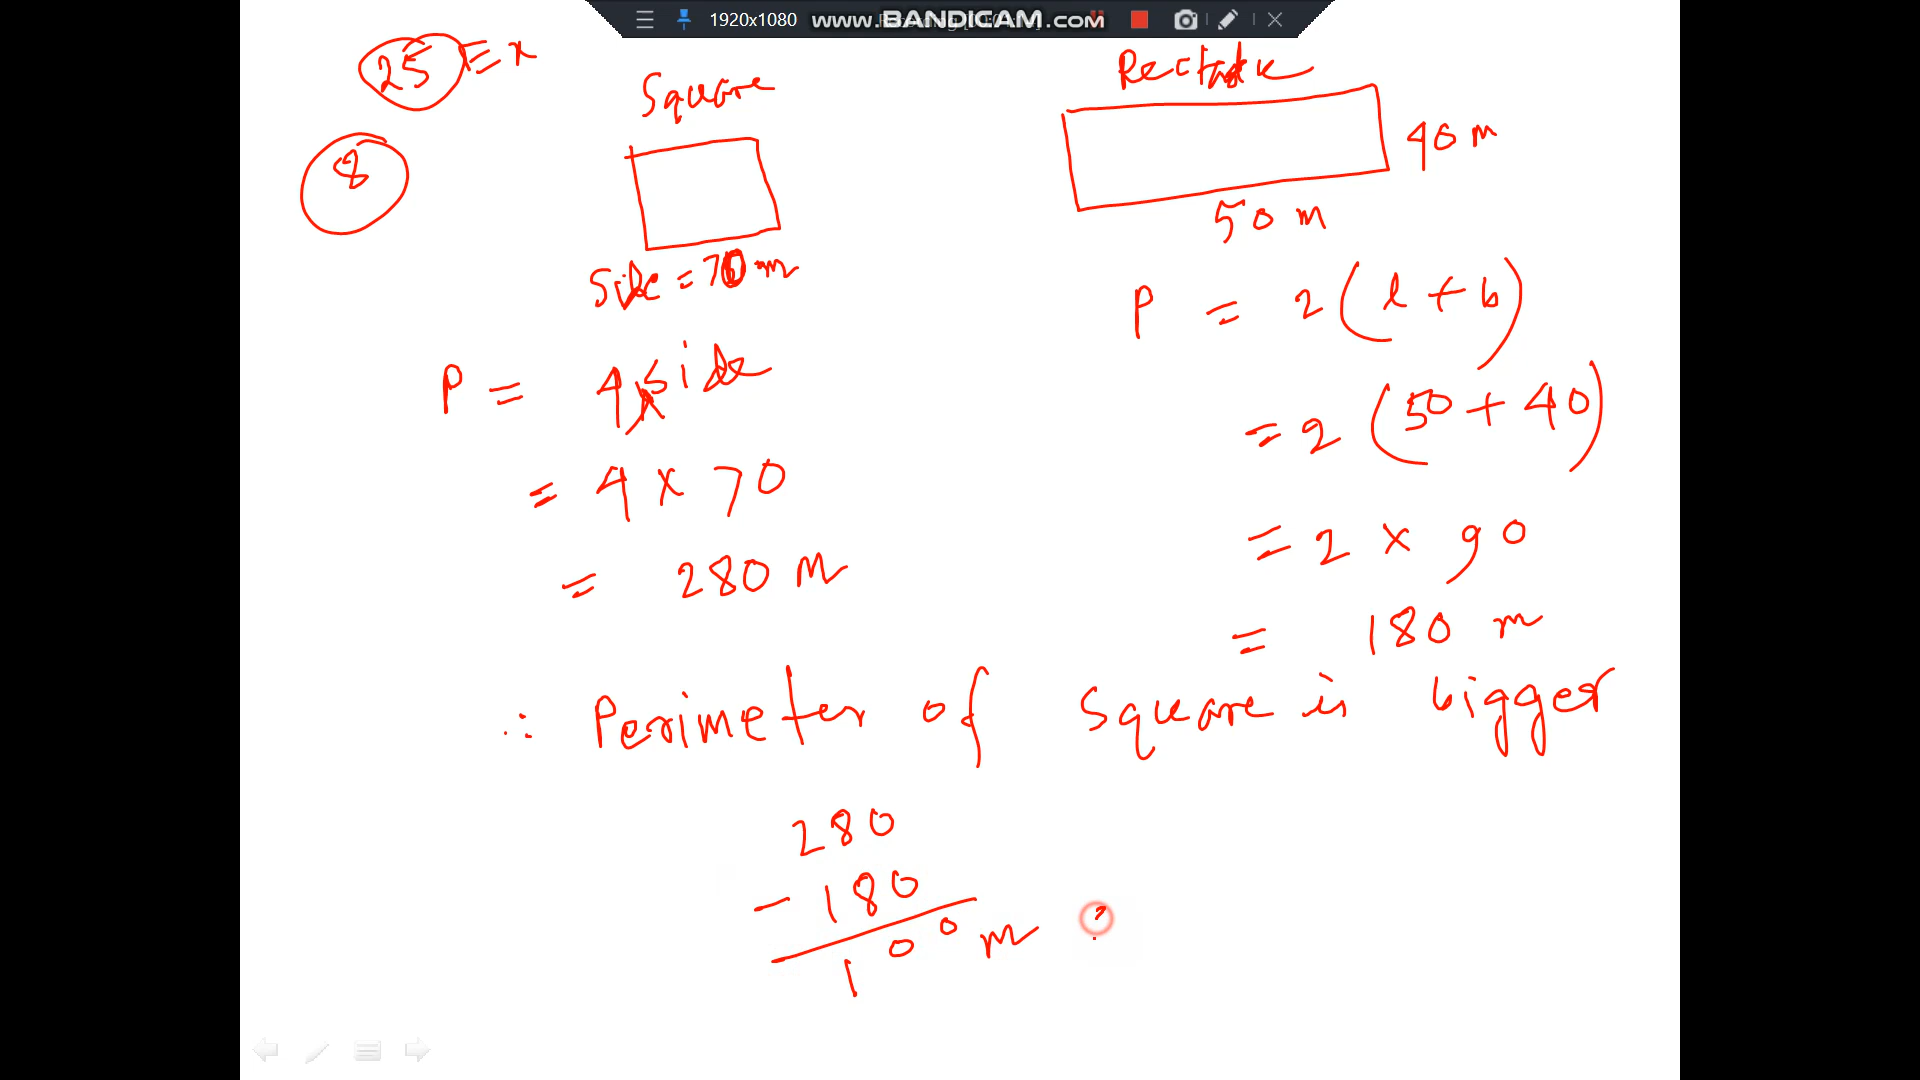 1920x1080 www.BANDICAM.com
25 Ex
8
Square
Side = 70 m
P = 4 x side
= 4 x 70
= 280 m
40 m
50 m
P = 2 (l + b)
= 2 (50 + 40)
= 2 x 90
= 180 m
∴ Perimeter of Square is bigger
280
- 180
100 m